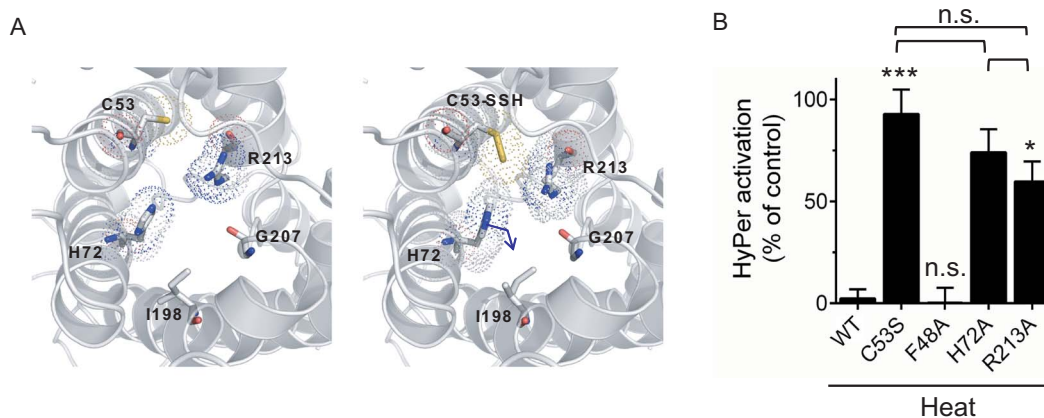 A
C53
R213
H72
G207
I198
C53-SSH
R213
H72
G207
I198
B
n.s.
***
*
n.s.
HyPer activation
(% of control)
100
50
0
WT
C53S
F48A
H72A
R213A
Heat